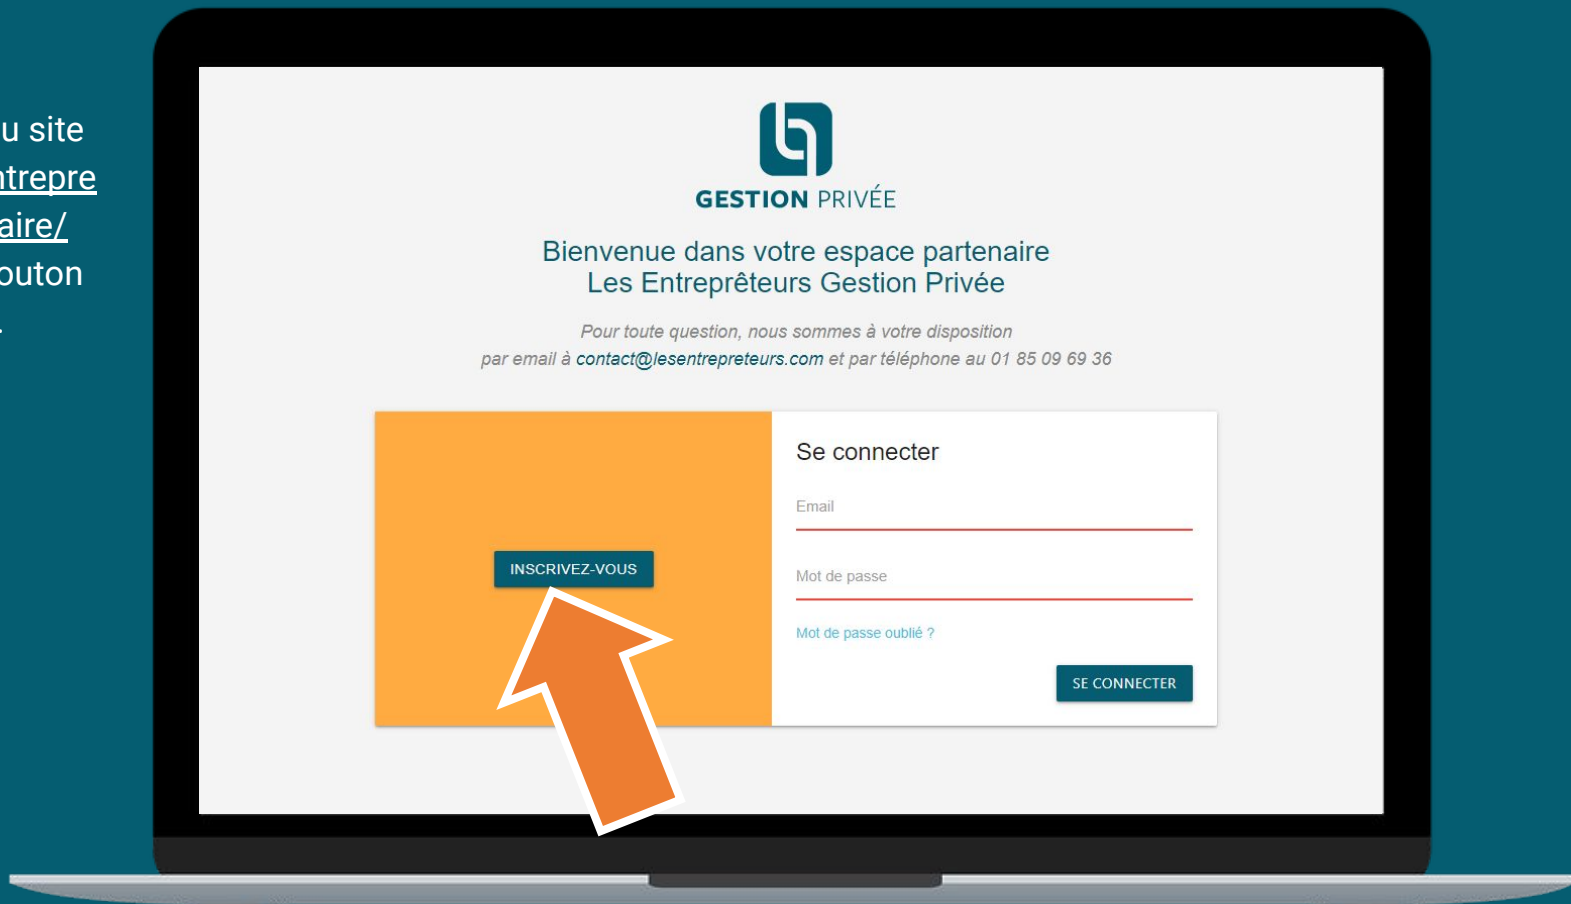 u site
ntrepre
aire/
outon
.
GESTION PRIVÉE
Bienvenue dans votre espace partenaire
Les Entreprêteurs Gestion Privée
Pour toute question, nous sommes à votre disposition
par email à contact@lesentrepreteurs.com et par téléphone au 01 85 09 69 36
INSCRIVEZ-VOUS
Se connecter
Email
Mot de passe
Mot de passe oublié ?
SE CONNECTER